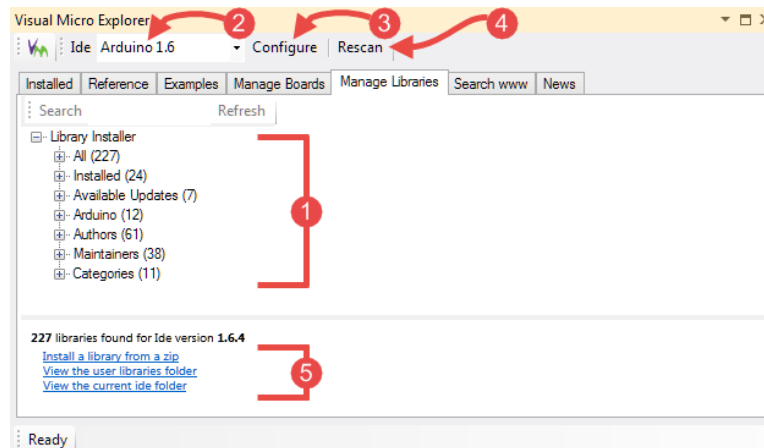 Visual Micro Explorer 2 3 4
Ide Arduino 1.6 Configure Rescan
Installed Reference Examples Manage Boards Manage Libraries Search www News
Search Refresh
Library Installer
All (227)
Installed (24)
Available Updates (7)
Arduino (12)
1
Authors (61)
Maintainers (38)
Categories (11)
227 libraries found for Ide version 1.6.4
Install a library from a zip
View the user libraries folder 5
View the current ide folder
Ready